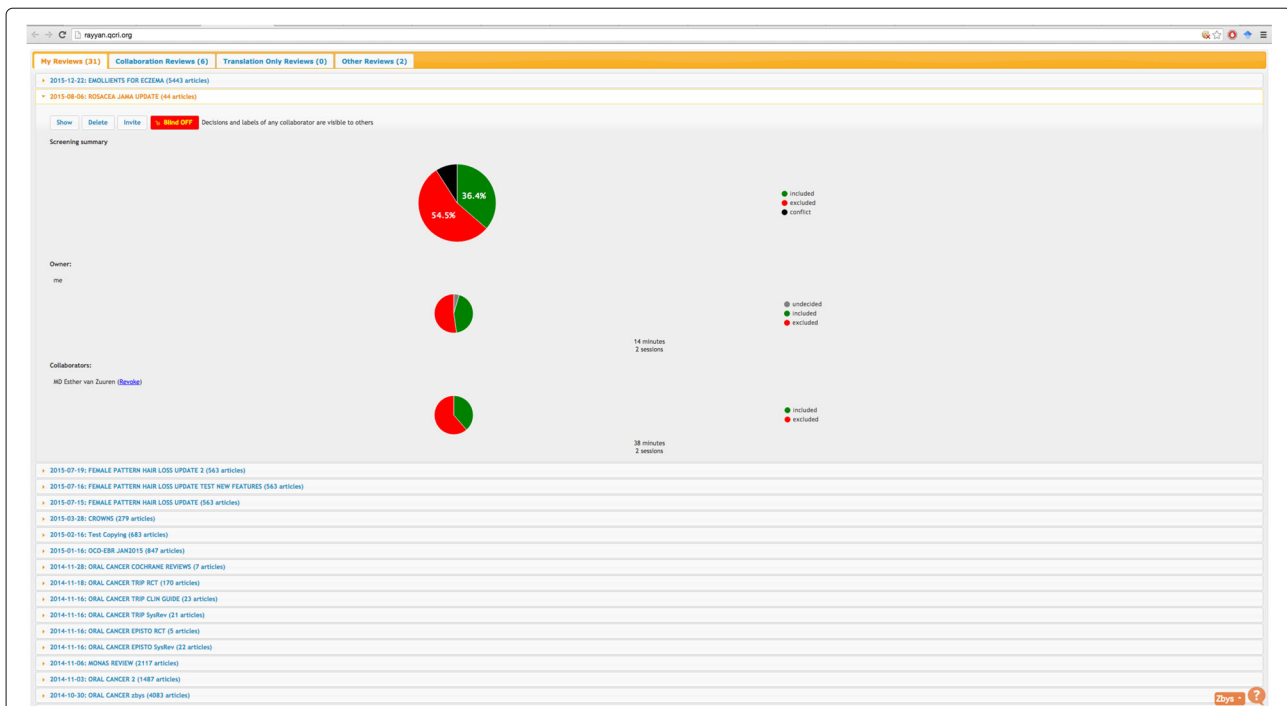 rayyan.qcri.org
My Reviews (31) Collaboration Reviews (6) Translation Only Reviews (0) Other Reviews (2)
2015-12-22: EMOLLIENTS FOR ECZEMA (5443 articles)
2015-08-06: ROSACEA JAMA UPDATE (44 articles)
Show Delete Invite Blind OFF Decisions and labels of any collaborator are visible to others
Screening summary
36.4%
54.5%
included
excluded
conflict
Owner:
me
undecided
included
excluded
14 minutes
2 sessions
Collaborators:
MD Esther van Zuuren (Revoke)
included
excluded
38 minutes
2 sessions
2015-07-19: FEMALE PATTERN HAIR LOSS UPDATE 2 (563 articles)
2015-07-16: FEMALE PATTERN HAIR LOSS UPDATE TEST NEW FEATURES (563 articles)
2015-07-15: FEMALE PATTERN HAIR LOSS UPDATE (563 articles)
2015-03-28: CROWNS (279 articles)
2015-02-16: Test Copying (683 articles)
2015-01-16: OCO-EBR JAN2015 (847 articles)
2014-11-28: ORAL CANCER COCHRANE REVIEWS (7 articles)
2014-11-18: ORAL CANCER TRIP RCT (170 articles)
2014-11-16: ORAL CANCER TRIP CLIN GUIDE (23 articles)
2014-11-16: ORAL CANCER TRIP SysRev (21 articles)
2014-11-16: ORAL CANCER EPISTO RCT (5 articles)
2014-11-16: ORAL CANCER EPISTO SysRev (22 articles)
2014-11-06: MONAS REVIEW (2117 articles)
2014-11-03: ORAL CANCER 2 (1487 articles)
2014-10-30: ORAL CANCER zbys (4083 articles)
Zbys ?